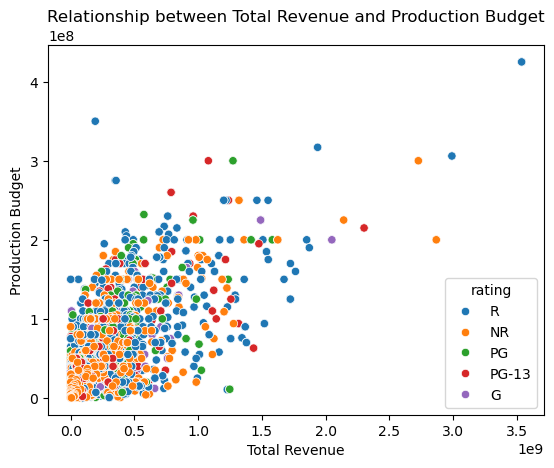 Relationship between Total Revenue and Production Budget
1e8
4
3
2
1
0
Production Budget
0.0 0.5 1.0 1.5 2.0 2.5 3.0 3.5
1e9
Total Revenue
rating
R
NR
PG
PG-13
G